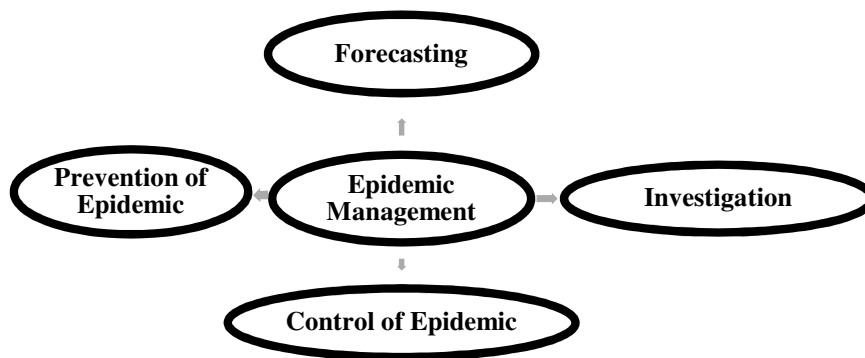 Forecasting
Prevention of
Epidemic
Epidemic
Management
Investigation
Control of Epidemic